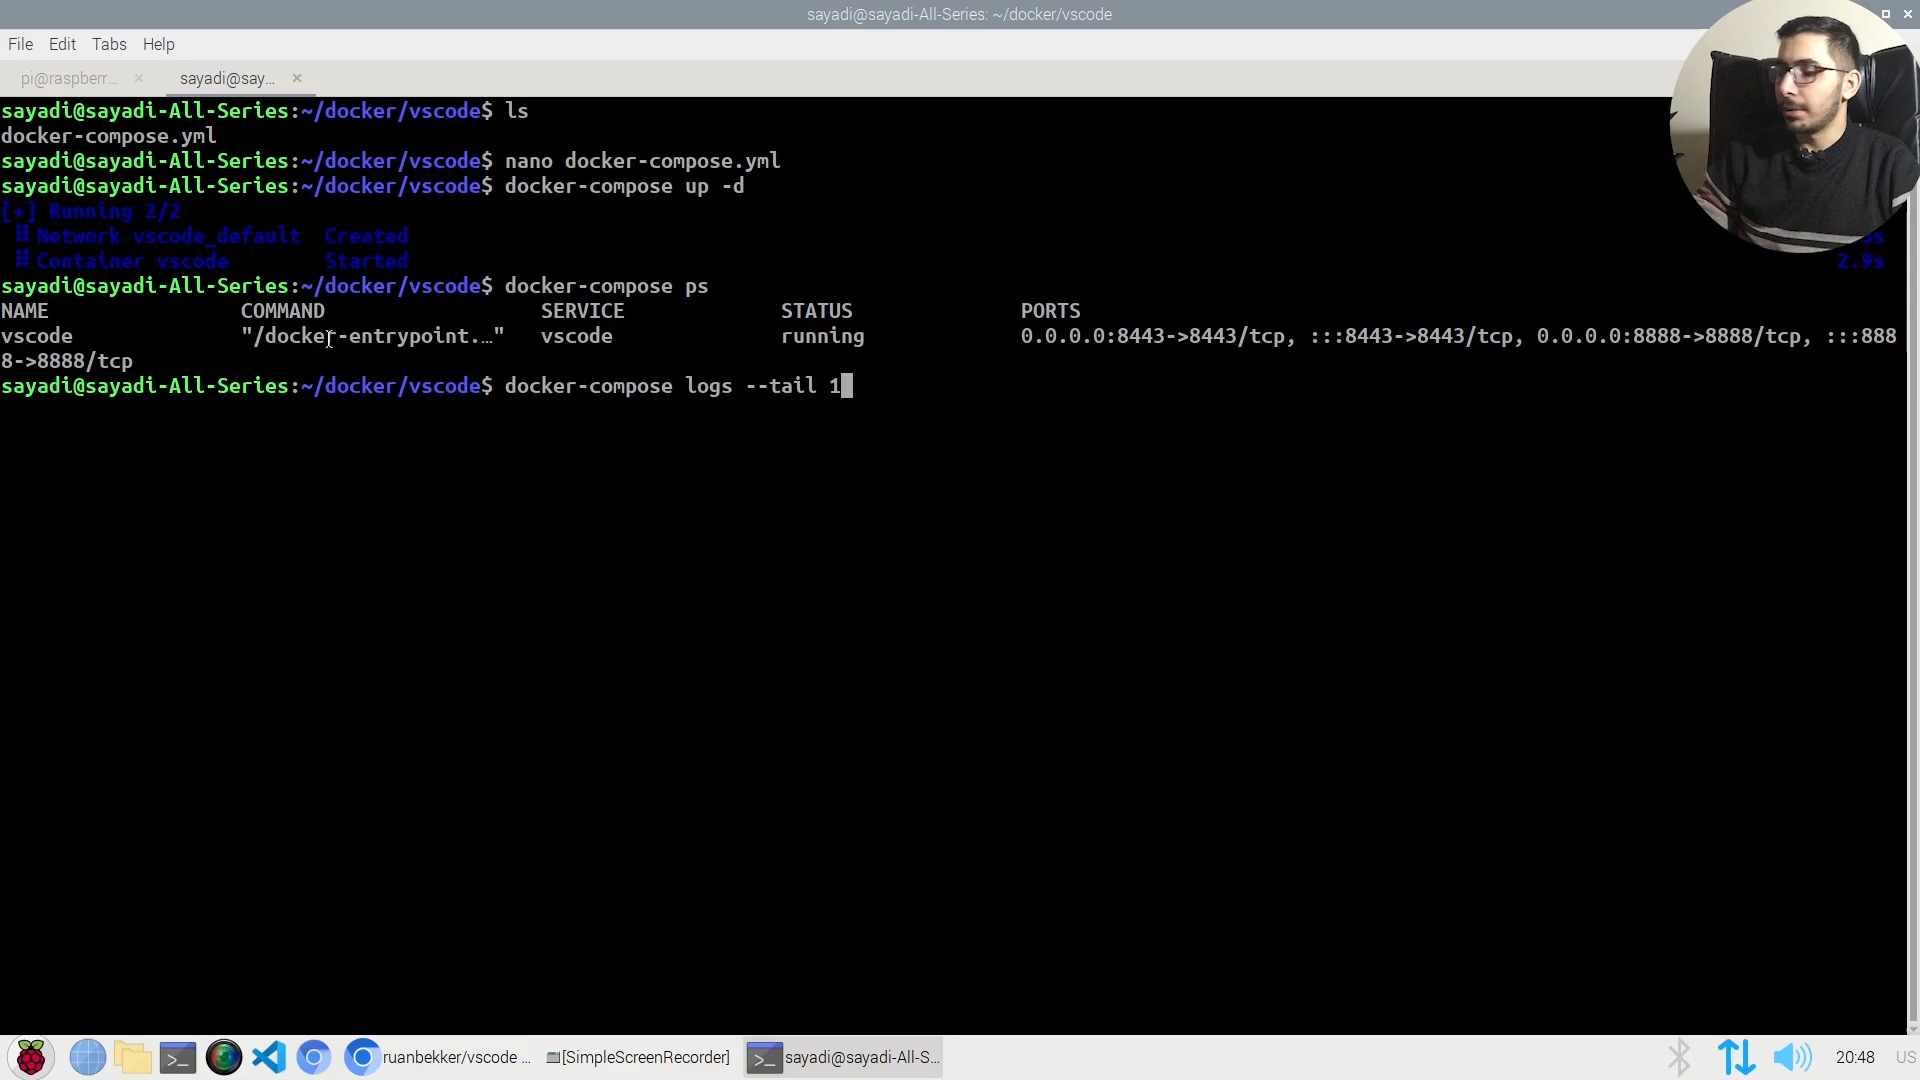 sayadi@sayadi-All-Series: ~/docker/vscode
File Edit Tabs Help
pi@raspberr... × sayadi@say... ×
sayadi@sayadi-All-Series:~/docker/vscode$ ls
docker-compose.yml
sayadi@sayadi-All-Series:~/docker/vscode$ nano docker-compose.yml
sayadi@sayadi-All-Series:~/docker/vscode$ docker-compose up -d
[+] Running 2/2
⠿ Network vscode_default Created
⠿ Container vscode Started 2.9s
sayadi@sayadi-All-Series:~/docker/vscode$ docker-compose ps
NAME COMMAND SERVICE STATUS PORTS
vscode "/docker-entrypoint.…" vscode running 0.0.0.0:8443->8443/tcp, :::8443->8443/tcp, 0.0.0.0:8888->8888/tcp, :::888
8->8888/tcp
sayadi@sayadi-All-Series:~/docker/vscode$ docker-compose logs --tail 1
ruanbekker/vscode ... [SimpleScreenRecorder] sayadi@sayadi-All-S... 20:48 US